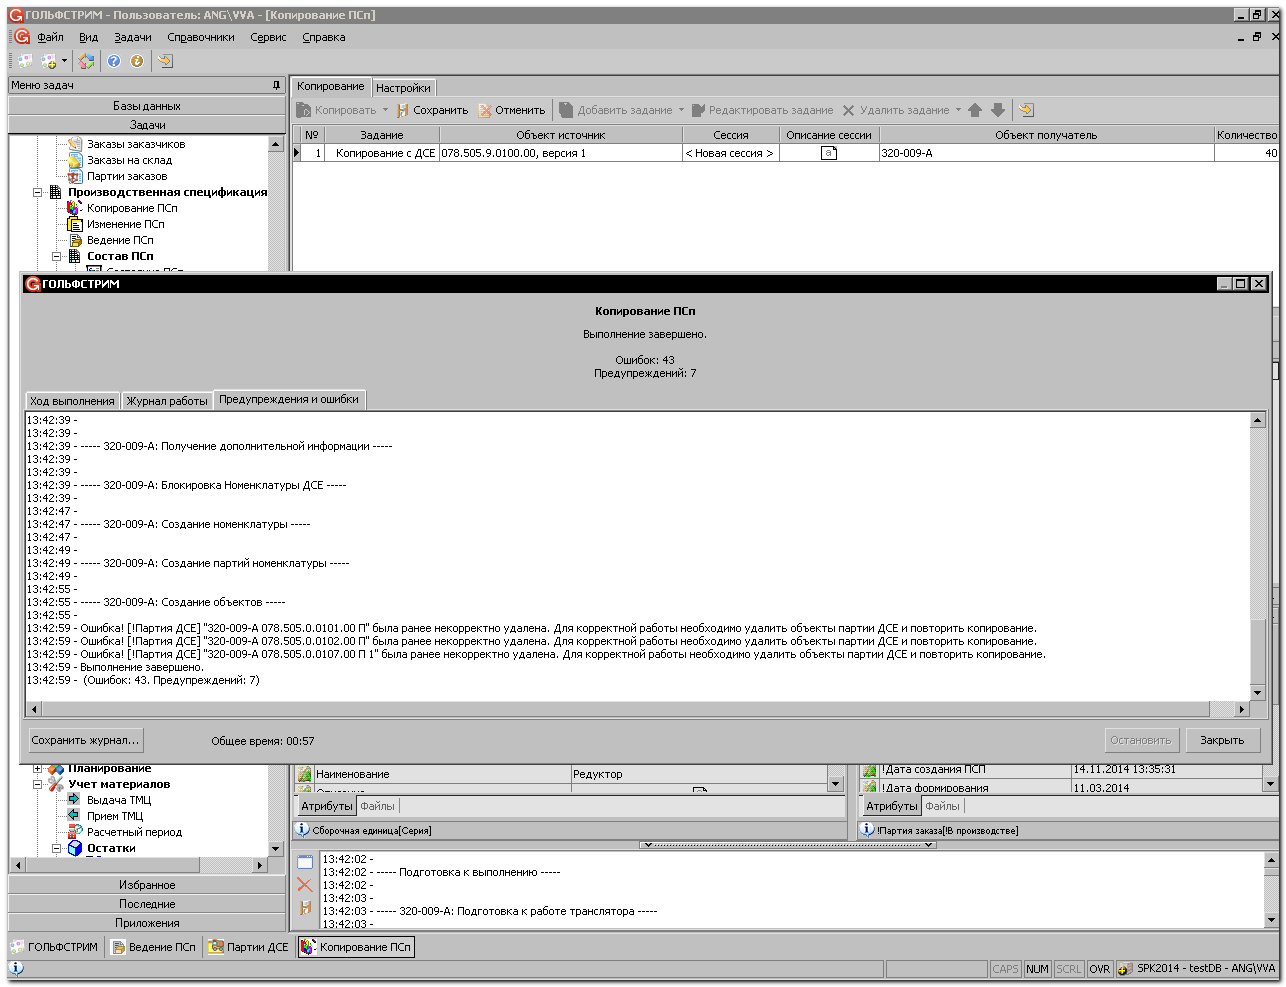 ГОЛЬФСТРИМ - Пользователь: ANG\VVA - [Копирование ПСп]
Файл Вид Задачи Справочники Сервис Справка
Меню задач
Базы данных
Задачи
Заказы заказчиков
Заказы на склад
Партии заказов
Производственная спецификация
Копирование ПСп
Изменение ПСп
Ведение ПСп
Состав ПСп
Копирование Настройки
Копировать Сохранить Отменить Добавить задание Редактировать задание Удалить задание
№ Задание Объект источник Сессия Описание сессии Объект получатель Количество
1 Копирование с ДСЕ 078.505.9.0100.00, версия 1 < Новая сессия > a 320-009-А 40
ГОЛЬФСТРИМ
Копирование ПСп
Выполнение завершено.
Ошибок: 43
Предупреждений: 7
Ход выполнения Журнал работы Предупреждения и ошибки
13:42:39 -
13:42:39 -
13:42:39 - ----- 320-009-А: Получение дополнительной информации -----
13:42:39 -
13:42:39 -
13:42:39 - ----- 320-009-А: Блокировка Номенклатуры ДСЕ -----
13:42:39 -
13:42:47 -
13:42:47 - ----- 320-009-А: Создание номенклатуры -----
13:42:47 -
13:42:49 -
13:42:49 - ----- 320-009-А: Создание партий номенклатуры -----
13:42:49 -
13:42:55 -
13:42:55 - ----- 320-009-А: Создание объектов -----
13:42:55 -
13:42:59 - Ошибка! [!Партия ДСЕ] "320-009-А 078.505.0.0101.00 П" была ранее некорректно удалена. Для корректной работы необходимо удалить объекты партии ДСЕ и повторить копирование.
13:42:59 - Ошибка! [!Партия ДСЕ] "320-009-А 078.505.0.0102.00 П" была ранее некорректно удалена. Для корректной работы необходимо удалить объекты партии ДСЕ и повторить копирование.
13:42:59 - Ошибка! [!Партия ДСЕ] "320-009-А 078.505.0.0107.00 П 1" была ранее некорректно удалена. Для корректной работы необходимо удалить объекты партии ДСЕ и повторить копирование.
13:42:59 - Выполнение завершено.
13:42:59 - (Ошибок: 43. Предупреждений: 7)
Сохранить журнал... Общее время: 00:57 Остановить Закрыть
Планирование
Учет материалов
Выдача ТМЦ
Прием ТМЦ
Расчетный период
Остатки
Избранное
Последние
Приложения
Наименование Редуктор
Атрибуты Файлы
Сборочная единица[Серия]
!Дата создания ПСП 14.11.2014 13:35:31
!Дата формирования 11.03.2014
Атрибуты Файлы
!Партия заказа[!В производстве]
13:42:02 -
13:42:02 - ----- Подготовка к выполнению -----
13:42:02 -
13:42:03 -
13:42:03 - ----- 320-009-А: Подготовка к работе транслятора -----
13:42:03 -
ГОЛЬФСТРИМ Ведение ПСп Партии ДСЕ Копирование ПСп
CAPS NUM SCRL OVR SPK2014 - testDB - ANG\VVA